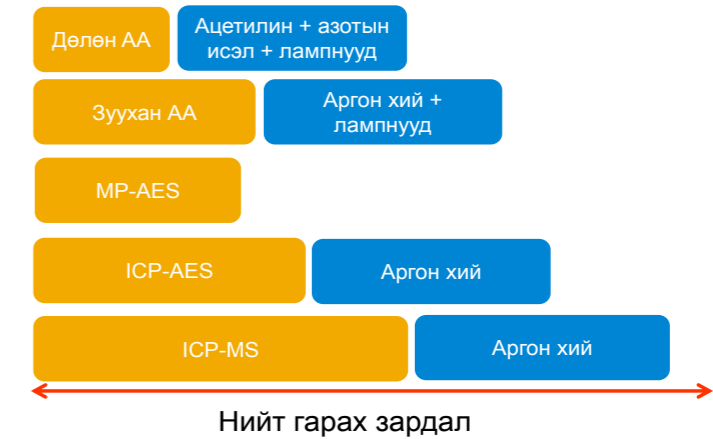 Дөлөн АА
Ацетилин + азотын
исэл + лампнууд
Зуухан АА
Аргон хий +
лампнууд
MP-AES
ICP-AES
Аргон хий
ICP-MS
Аргон хий
Нийт гарах зардал